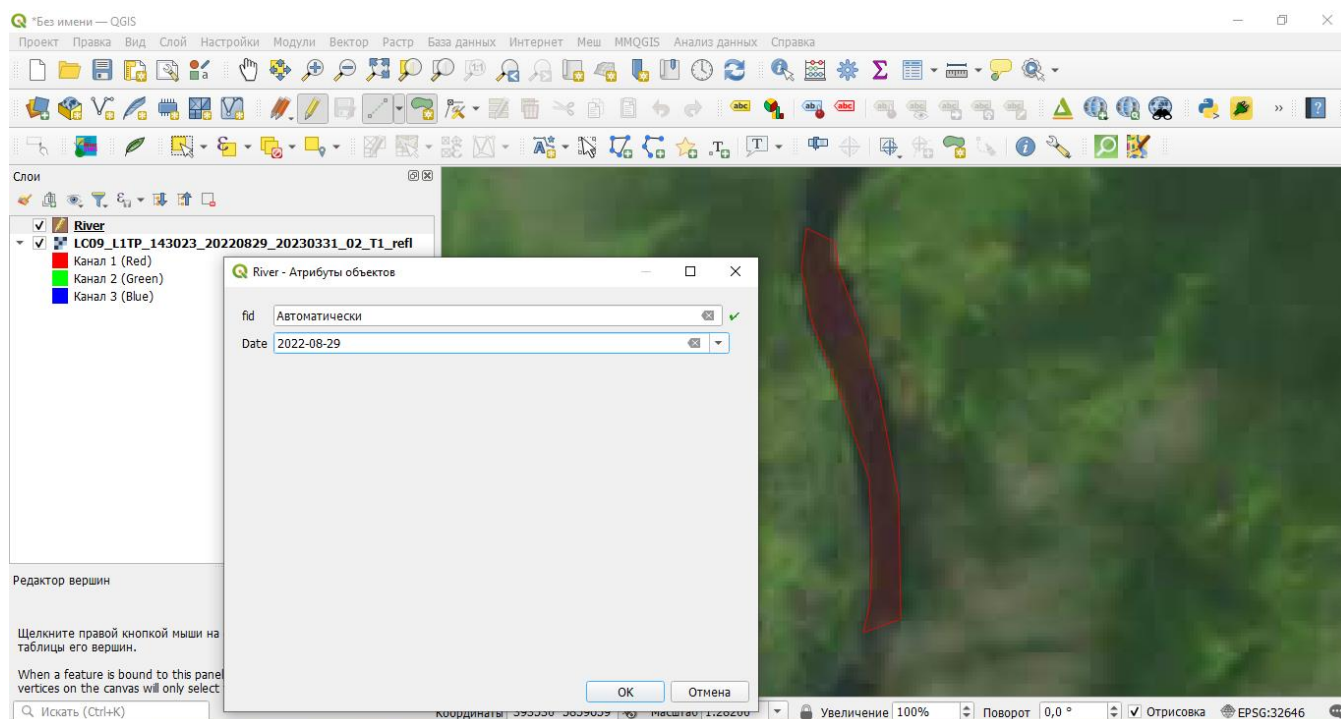 *Без имени — QGIS
Проект Правка Вид Слой Настройки Модули Вектор Растр База данных Интернет Меш MMQGIS Анализ данных Справка
Слои
River
LC09_L1TP_143023_20220829_20230331_02_T1_refl
Канал 1 (Red)
Канал 2 (Green)
Канал 3 (Blue)
River - Атрибуты объектов
fid Автоматически
Date 2022-08-29
Редактор вершин
Щелкните правой кнопкой мыши на
таблицы его вершин.
When a feature is bound to this panel
vertices on the canvas will only select
OK Отмена
Искать (Ctrl+K) Координаты Масштаб Увеличение 100% Поворот 0,0 ° Отрисовка EPSG:32646